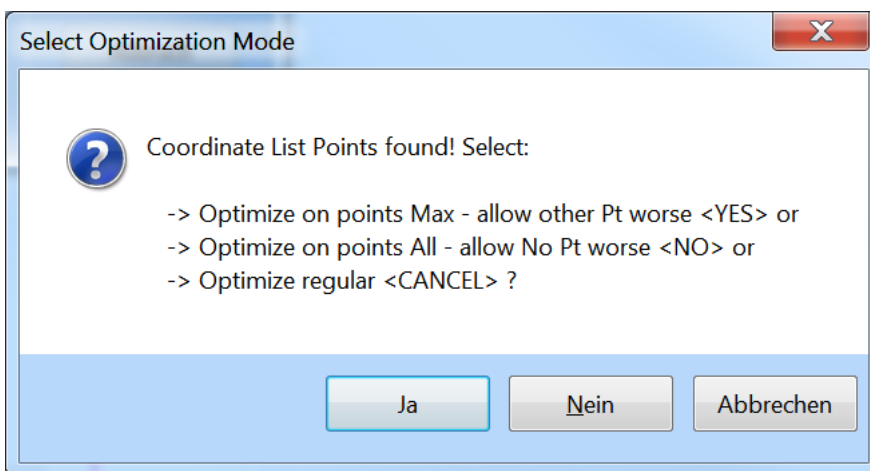 Select Optimization Mode
Coordinate List Points found! Select:
-> Optimize on points Max - allow other Pt worse <YES> or
-> Optimize on points All - allow No Pt worse <NO> or
-> Optimize regular <CANCEL> ?
Ja
Nein
Abbrechen